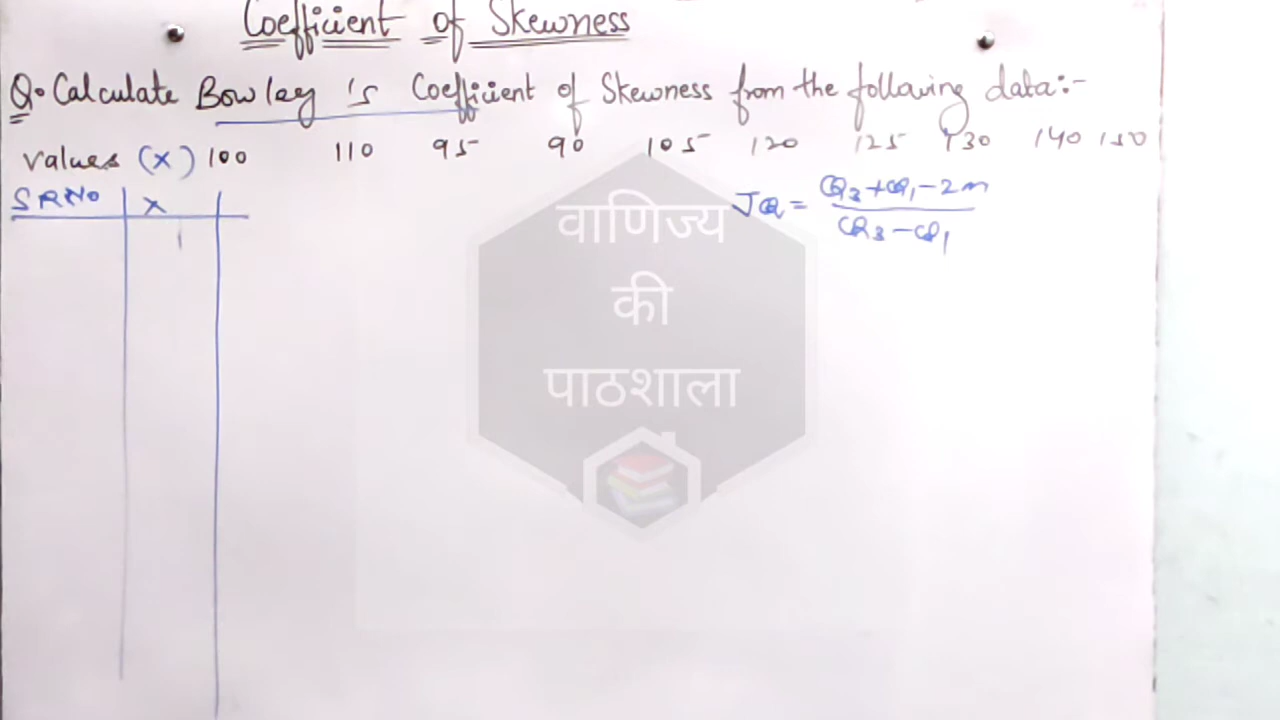 Coefficient of Skewness
Q. Calculate Bowley's Coefficient of Skewness from the following data:-
Values (X) 100 110 95 90 105 120 125 130 140 150
SR No X
JQ = Q3+Q1-2m
Q3-Q1
वाणिज्य
की
पाठशाला